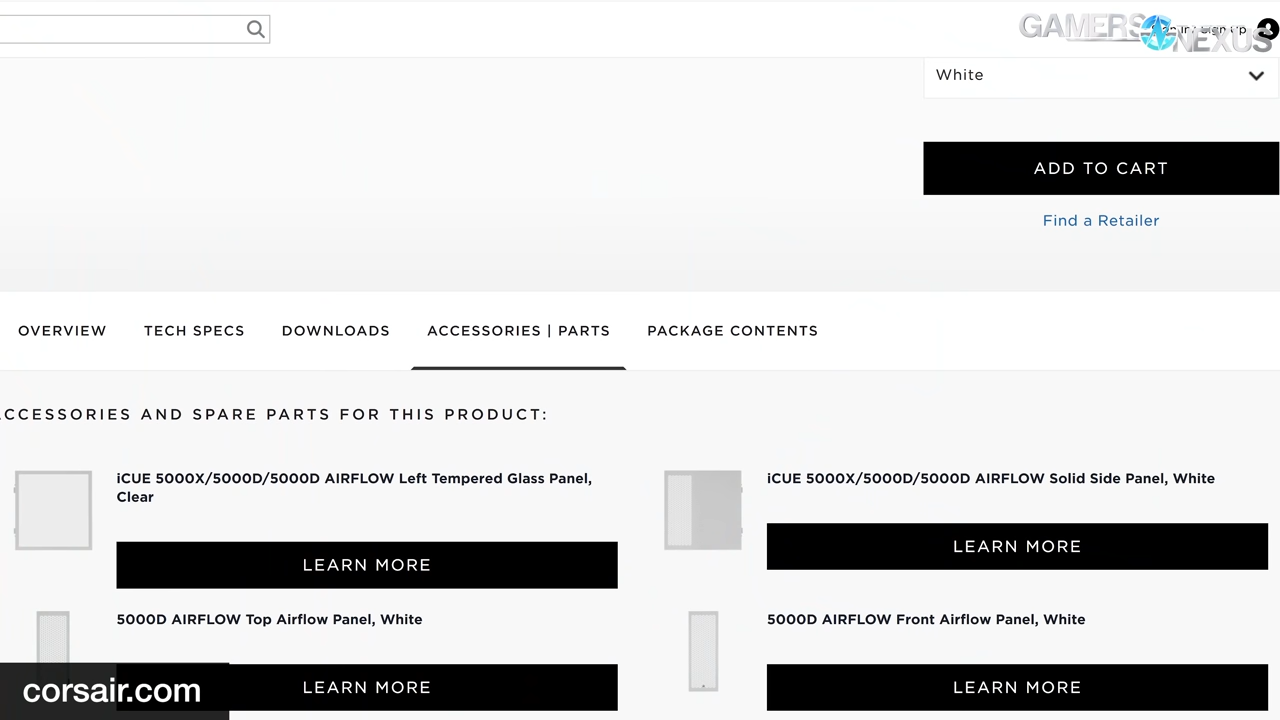 GAMERS
NEXUS
White
ADD TO CART
Find a Retailer
OVERVIEW
TECH SPECS
DOWNLOADS
ACCESSORIES | PARTS
PACKAGE CONTENTS
ACCESSORIES AND SPARE PARTS FOR THIS PRODUCT:
iCUE 5000X/5000D/5000D AIRFLOW Left Tempered Glass Panel,
Clear
LEARN MORE
iCUE 5000X/5000D/5000D AIRFLOW Solid Side Panel, White
LEARN MORE
5000D AIRFLOW Top Airflow Panel, White
LEARN MORE
5000D AIRFLOW Front Airflow Panel, White
LEARN MORE
corsair.com